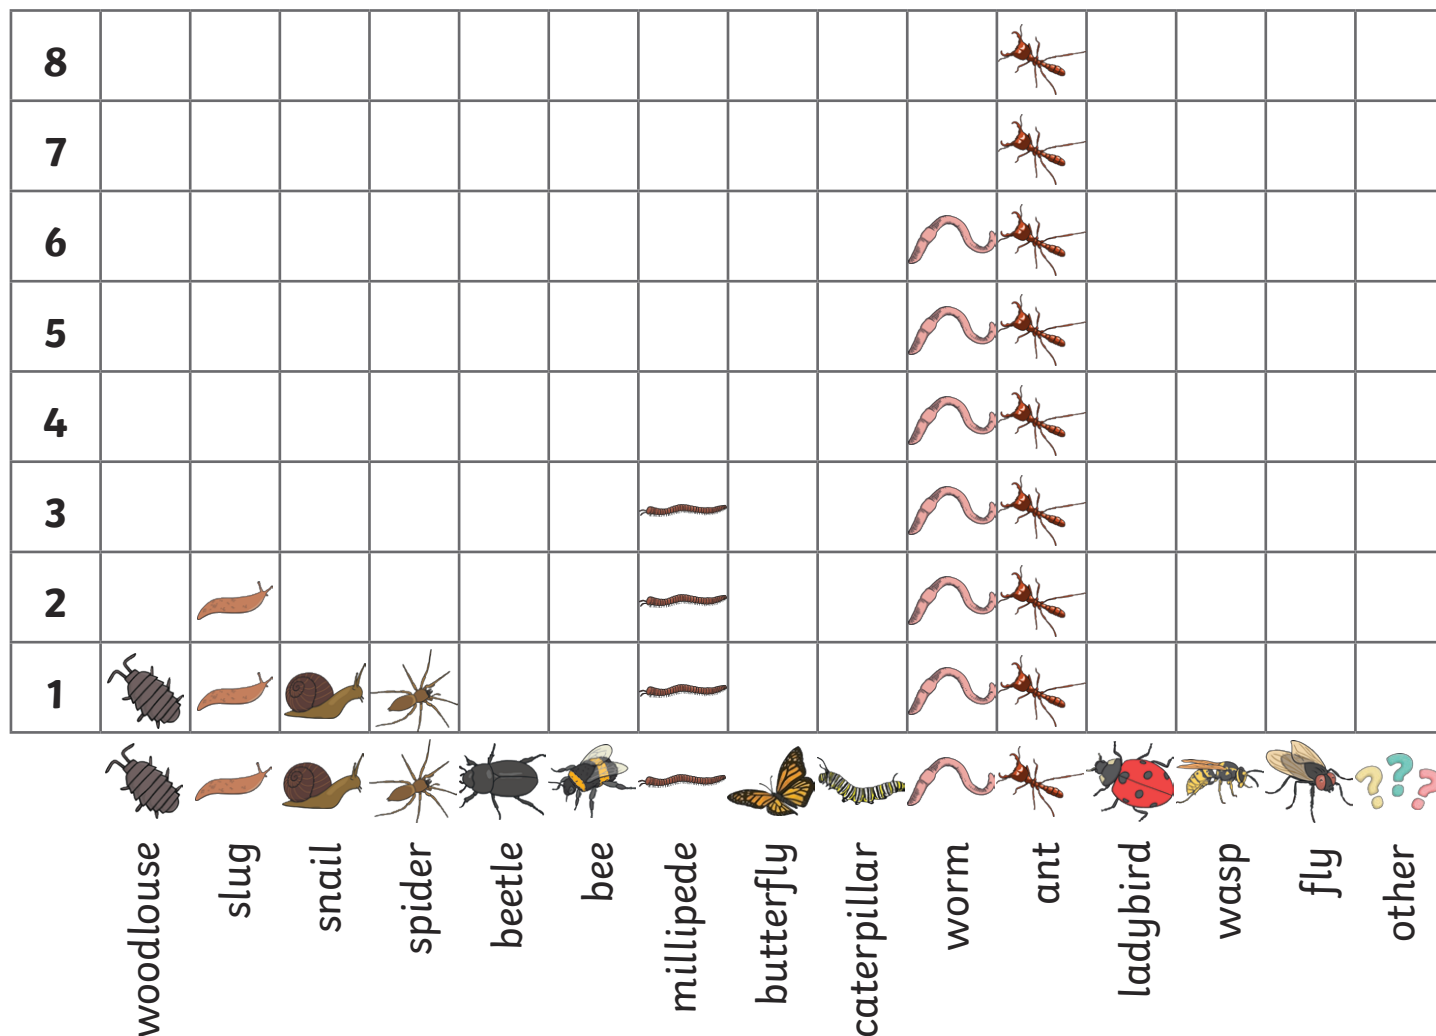 8
7
6
5
4
3
2
1
woodlouse
slug
snail
spider
beetle
bee
millipede
butterfly
caterpillar
worm
ant
ladybird
wasp
fly
other
? ? ?